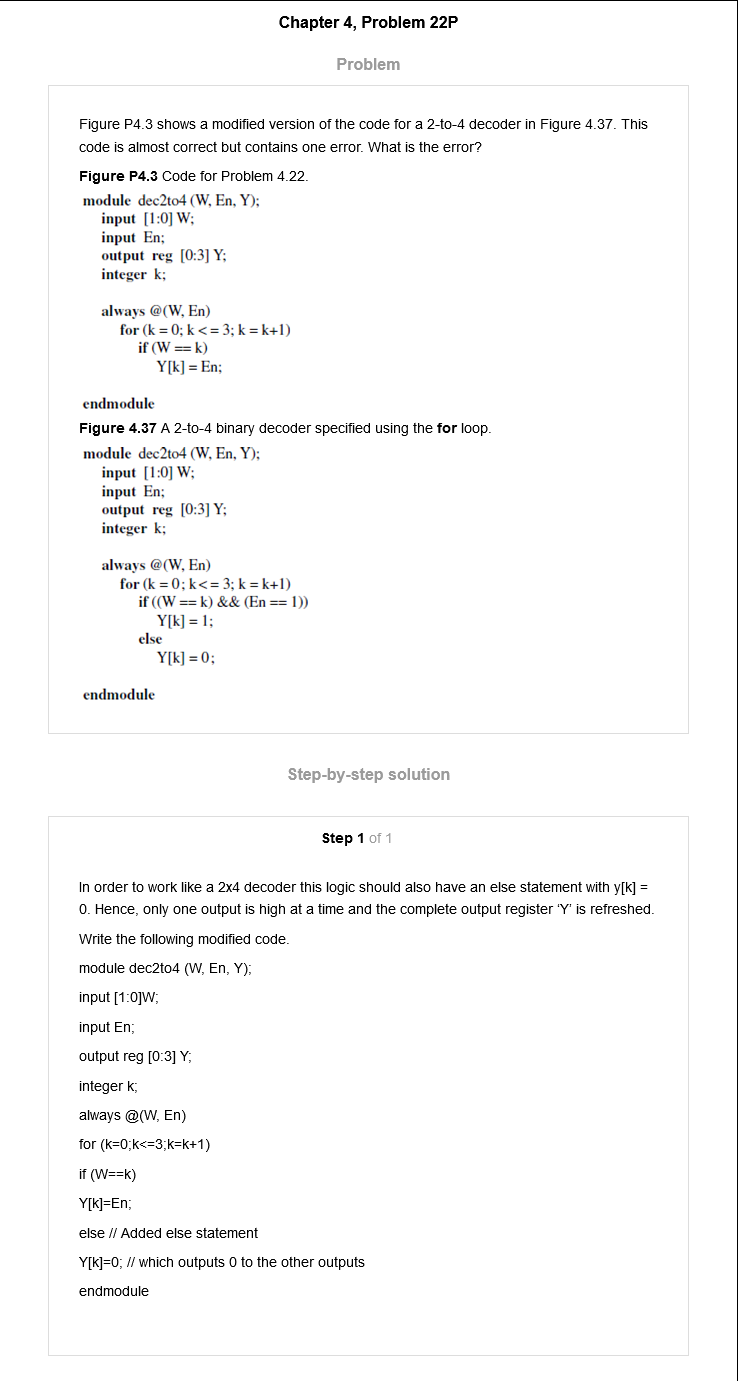 Chapter 4, Problem 22P
Problem
Figure P4.3 shows a modified version of the code for a 2-to-4 decoder in Figure 4.37. This
code is almost correct but contains one error. What is the error?
Figure P4.3 Code for Problem 4.22.
module dec2to4 (W, En, Y);
input [1:0] W;
input En;
output reg [0:3] Y;
integer k;
always @(W, En)
for (k = 0; k <= 3; k = k+1)
if (W == k)
Y[k] = En;
endmodule
Figure 4.37 A 2-to-4 binary decoder specified using the for loop.
module dec2to4 (W, En, Y);
input [1:0] W;
input En;
output reg [0:3] Y;
integer k;
always @(W, En)
for (k = 0; k <= 3; k = k+1)
if ((W == k) && (En == 1))
Y[k] = 1;
else
Y[k] = 0;
endmodule
Step-by-step solution
Step 1 of 1
In order to work like a 2x4 decoder this logic should also have an else statement with y[k] =
0. Hence, only one output is high at a time and the complete output register ‘Y’ is refreshed.
Write the following modified code.
module dec2to4 (W, En, Y);
input [1:0]W;
input En;
output reg [0:3] Y;
integer k;
always @(W, En)
for (k=0;k<=3;k=k+1)
if (W==k)
Y[k]=En;
else // Added else statement
Y[k]=0; // which outputs 0 to the other outputs
endmodule